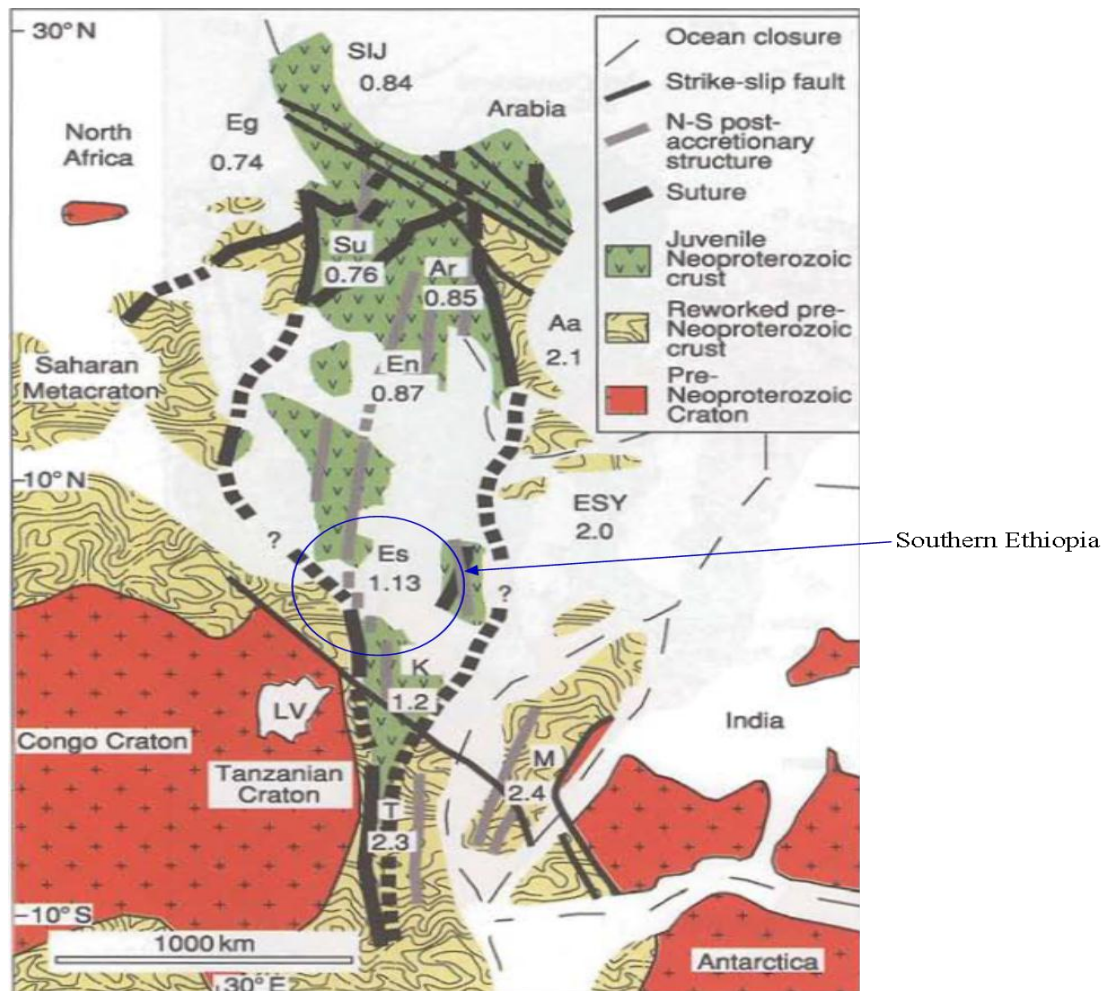 30°N
SIJ
0.84
Arabia
North
Africa
Eg
0.74
Su
0.76
Ar
0.85
Aa
2.1
En
0.87
Saharan
Metacraton
10°N
ESY
2.0
?
Es
1.13
?
Southern Ethiopia
K
1.2
LV
Congo Craton
Tanzanian
Craton
India
M
2.4
T
2.3
10°S
1000 km
30°E
Antarctica
Ocean closure
Strike-slip fault
N-S post-
accretionary
structure
Suture
Juvenile
Neoproterozoic
crust
Reworked pre-
Neoproterozoic
crust
Pre-
Neoproterozoic
Craton